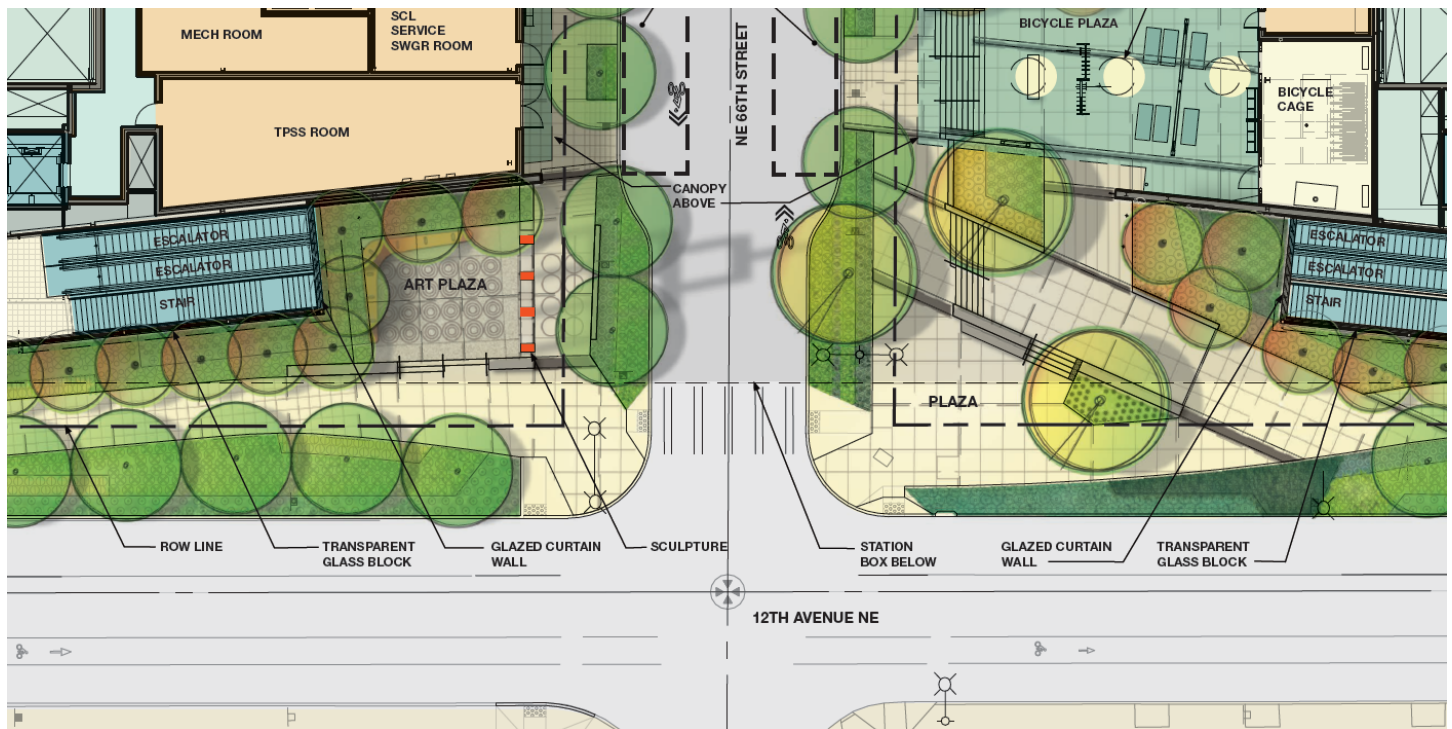 MECH ROOM
SCL
SERVICE
SWGR ROOM
TPSS ROOM
NE 66TH STREET
BICYCLE PLAZA
BICYCLE
CAGE
CANOPY
ABOVE
ESCALATOR
ESCALATOR
STAIR
ART PLAZA
ESCALATOR
ESCALATOR
STAIR
PLAZA
ROW LINE
TRANSPARENT
GLASS BLOCK
GLAZED CURTAIN
WALL
SCULPTURE
STATION
BOX BELOW
GLAZED CURTAIN
WALL
TRANSPARENT
GLASS BLOCK
12TH AVENUE NE